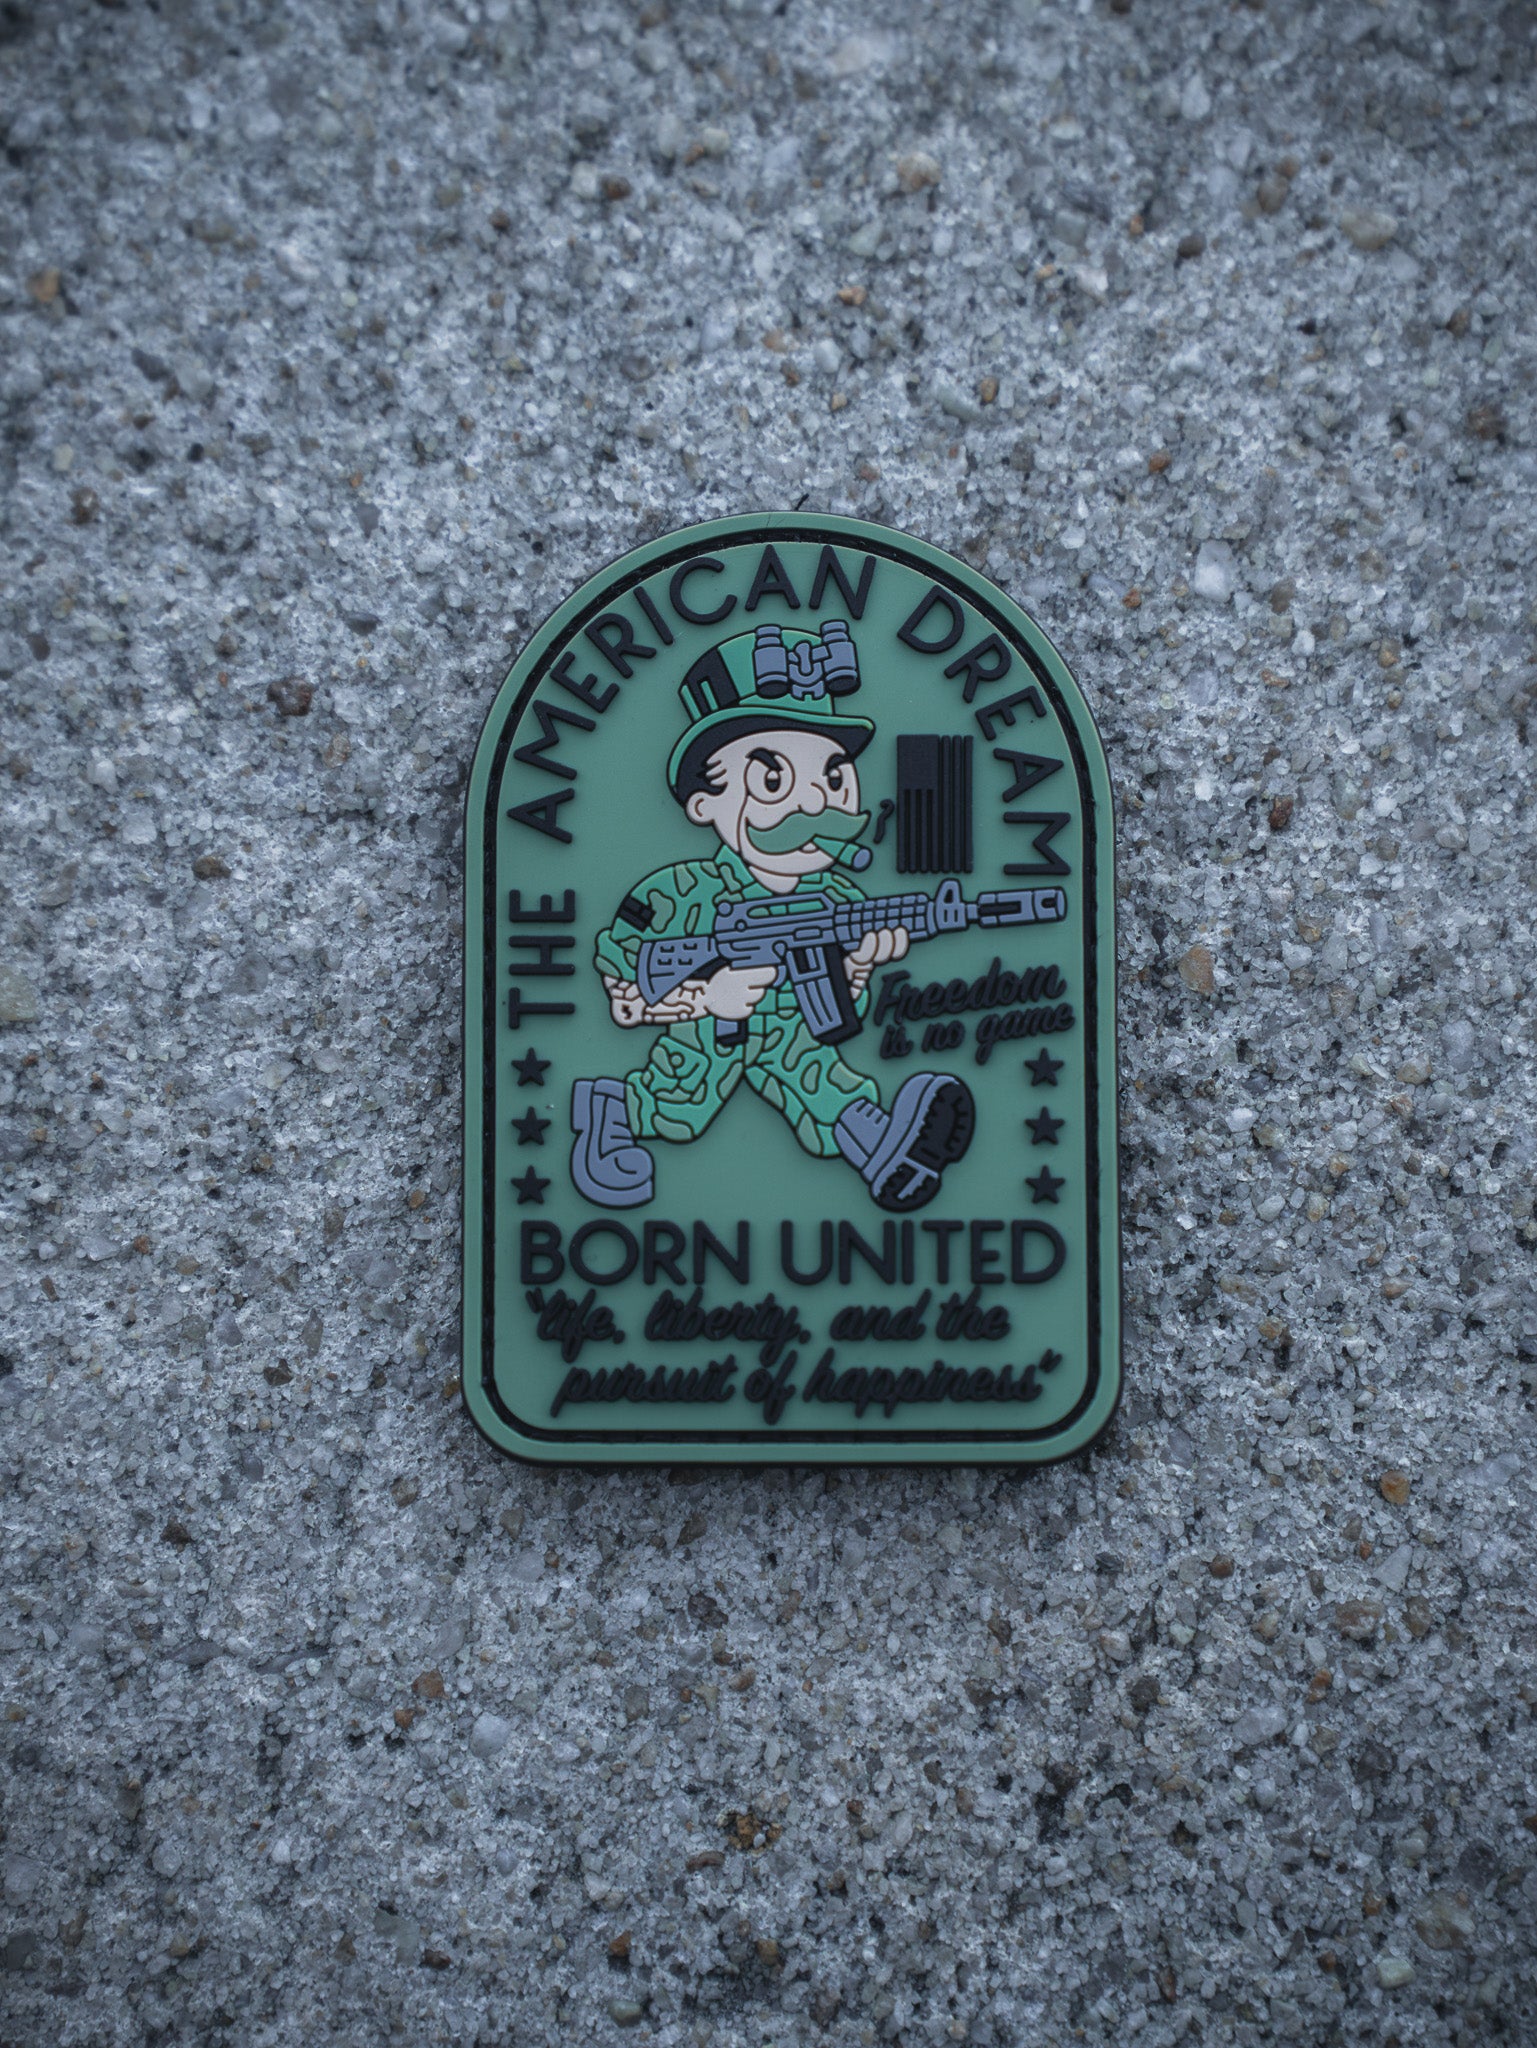 THE AMERICAN DREAM
Freedom
is no game
BORN UNITED
"life, liberty, and the
pursuit of happiness"